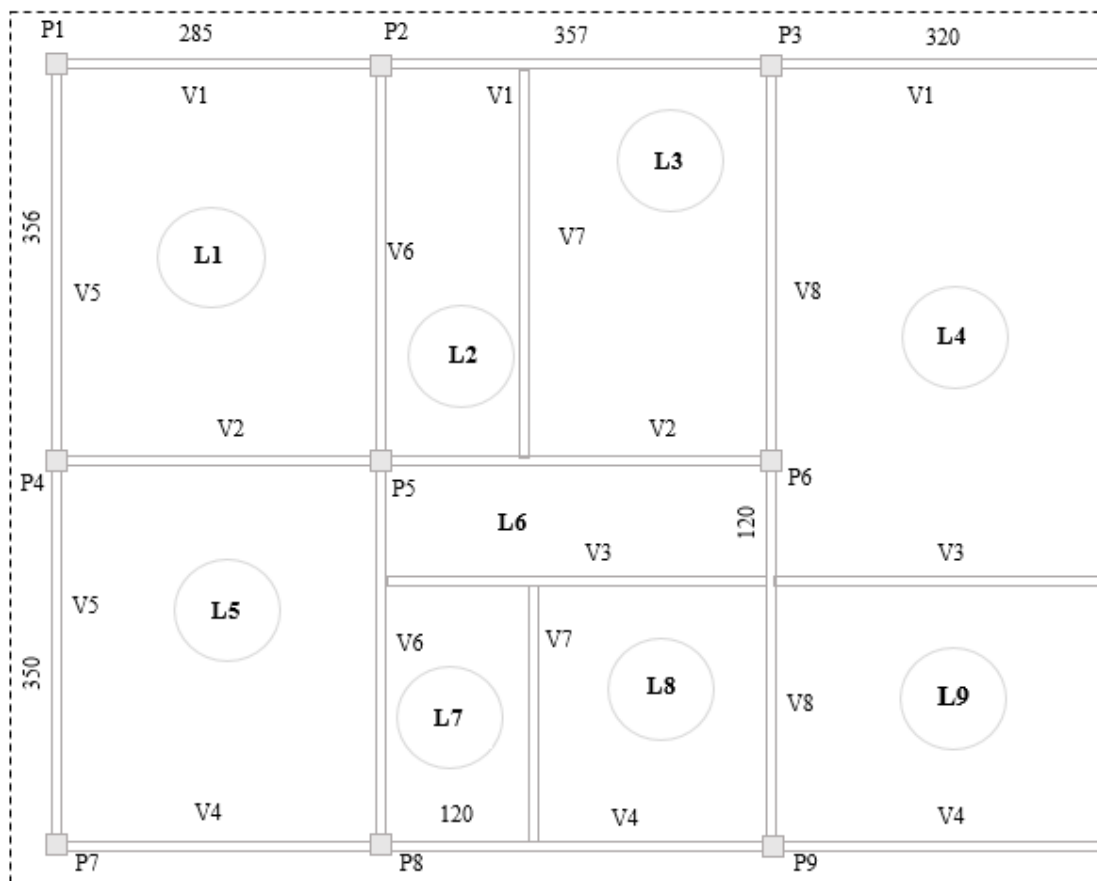 P1 285 P2 357 P3 320
V1 V1 V1
L3
356 L1 V6 V7
V5 V8
L2 L4
V2 V2
P4 P5 P6
L6 120
V3 V3
V5 L5
V6 V7
350 L7 L8 V8 L9
V4 120 V4 V4
P7 P8 P9